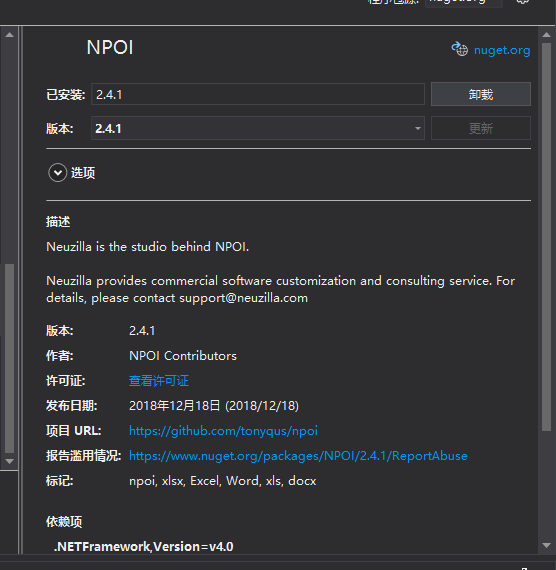 NPOI
nuget.org
已安装: 2.4.1 卸载
版本: 2.4.1 更新
选项
描述
Neuzilla is the studio behind NPOI.
Neuzilla provides commercial software customization and consulting service. For
details, please contact support@neuzilla.com
版本: 2.4.1
作者: NPOI Contributors
许可证: 查看许可证
发布日期: 2018年12月18日 (2018/12/18)
项目 URL: https://github.com/tonyqus/npoi
报告滥用情况: https://www.nuget.org/packages/NPOI/2.4.1/ReportAbuse
标记: npoi, xlsx, Excel, Word, xls, docx
依赖项
.NETFramework,Version=v4.0